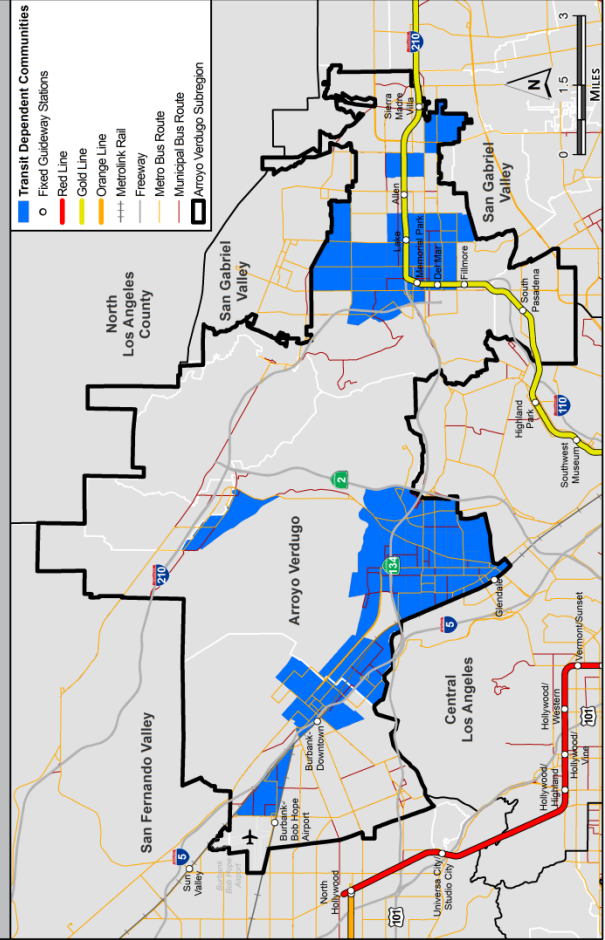 Transit Dependent Communities
Fixed Guideway Stations
Red Line
Gold Line
Orange Line
Metrolink Rail
Freeway
Metro Bus Route
Municipal Bus Route
Arroyo Verdugo Subregion
North
Los Angeles
County
San Gabriel
Valley
San Fernando Valley
Arroyo Verdugo
San Gabriel
Valley
Central
Los Angeles
210
210
2
134
5
5
110
101
101
Sierra
Madre
Villa
Allen
Lake
Memorial Park
Del Mar
Fillmore
South
Pasadena
Highland
Park
Southwest
Museum
Glendale
Burbank-
Downtown
Burbank-
Bob Hope
Airport
Burbank
Bob Hope
Airport
Sun
Valley
North
Hollywood
Universal City/
Studio City
Hollywood/
Highland
Hollywood/
Vine
Hollywood/
Western
Vermont/Sunset
N
0
1.5
3
MILES